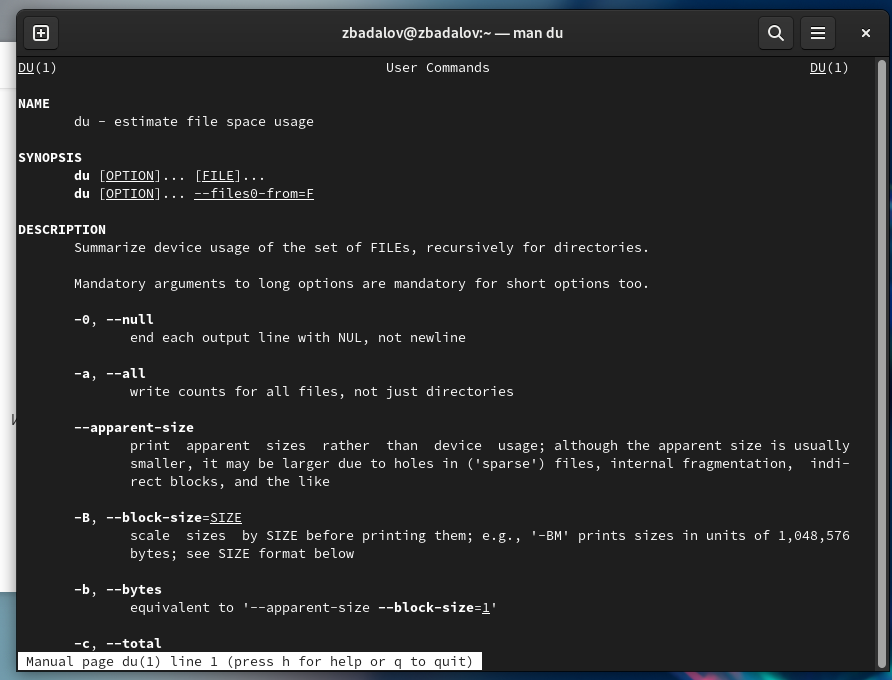 zbadalov@zbadalov:~ — man du
DU(1) User Commands DU(1)
NAME
du - estimate file space usage
SYNOPSIS
du [OPTION]... [FILE]...
du [OPTION]... --files0-from=F
DESCRIPTION
Summarize device usage of the set of FILEs, recursively for directories.
Mandatory arguments to long options are mandatory for short options too.
-0, --null
end each output line with NUL, not newline
-a, --all
write counts for all files, not just directories
--apparent-size
print apparent sizes rather than device usage; although the apparent size is usually
smaller, it may be larger due to holes in ('sparse') files, internal fragmentation, indi-
rect blocks, and the like
-B, --block-size=SIZE
scale sizes by SIZE before printing them; e.g., '-BM' prints sizes in units of 1,048,576
bytes; see SIZE format below
-b, --bytes
equivalent to '--apparent-size --block-size=1'
-c, --total
Manual page du(1) line 1 (press h for help or q to quit)